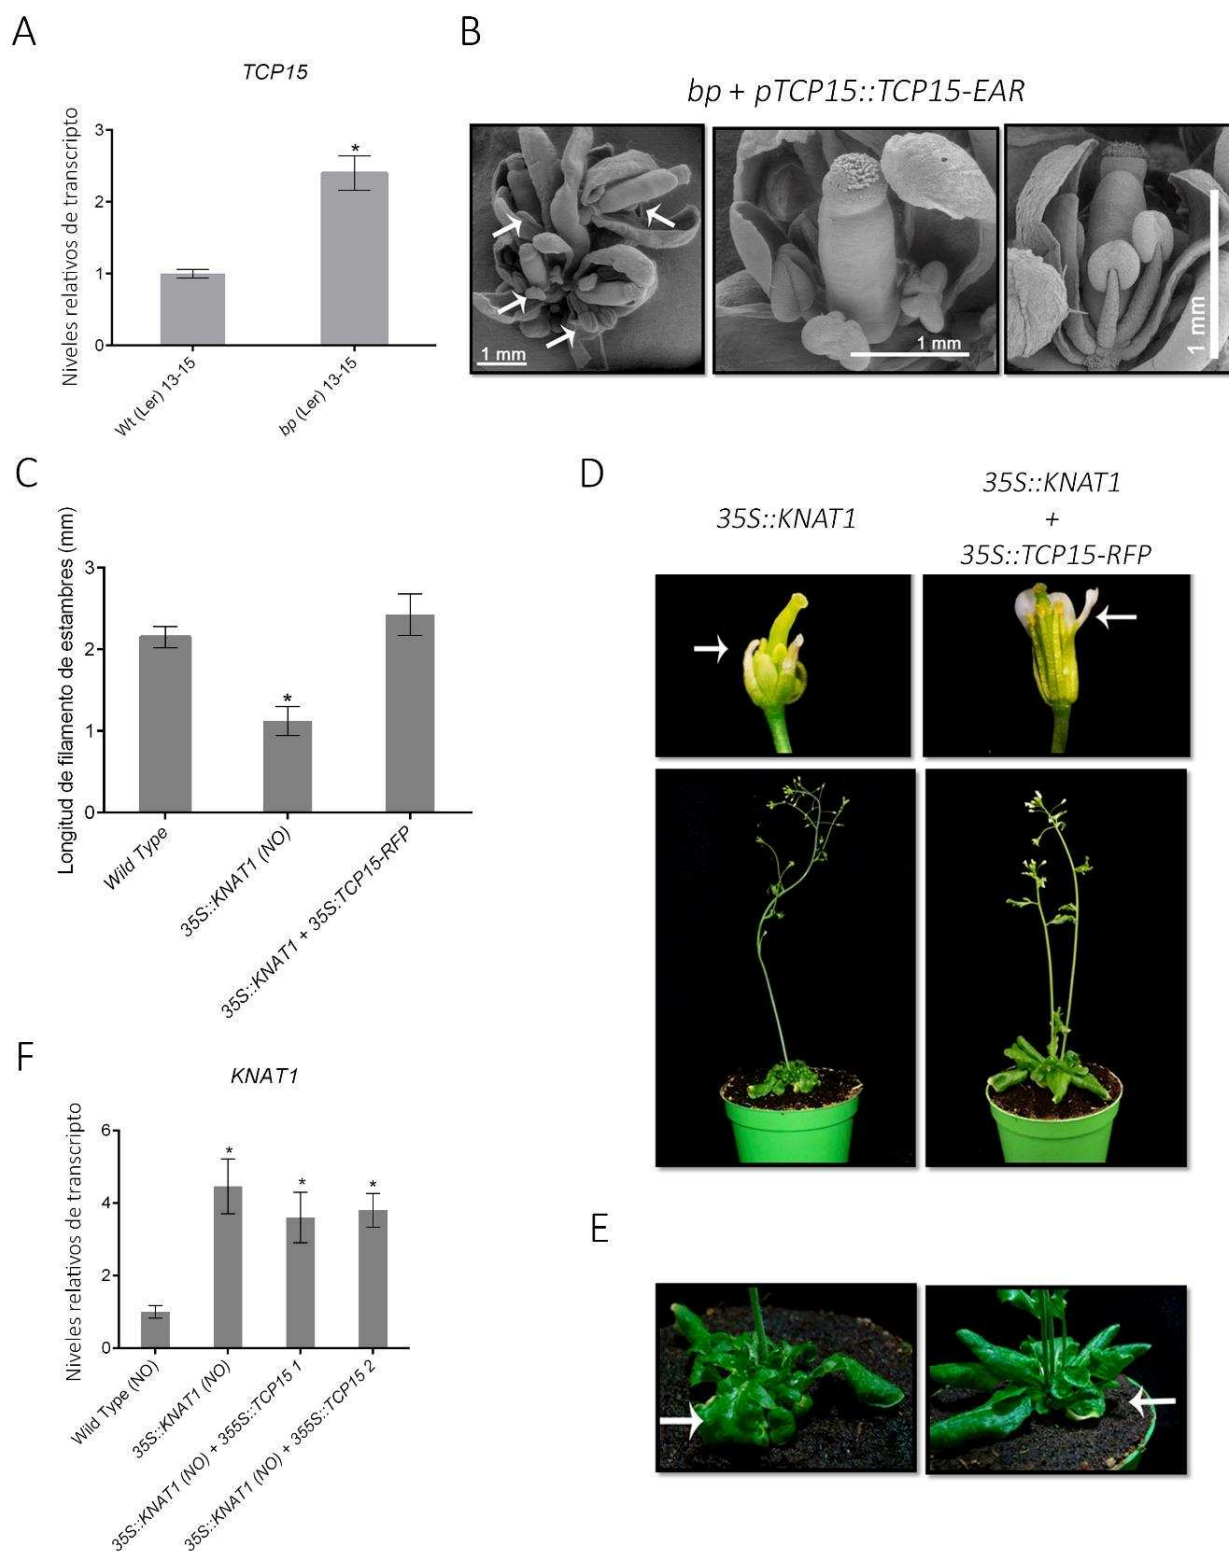 A
TCP15
Niveles relativos de transcripto
3
2
1
0
Wt (Ler) 13-15
bp (Ler) 13-15
*
B
bp + pTCP15::TCP15-EAR
1 mm
1 mm
1 mm
C
Longitud de filamento de estambres (mm)
3
2
1
0
*
Wild Type
35S::KNAT1 (NO)
35S::KNAT1 + 35S:TCP15-RFP
D
35S::KNAT1
35S::KNAT1
+
35S::TCP15-RFP
F
KNAT1
Niveles relativos de transcripto
6
4
2
0
*
*
*
Wild Type (NO)
35S::KNAT1 (NO)
35S::KNAT1 (NO) + 355S::TCP15 1
35S::KNAT1 (NO) + 355S::TCP15 2
E